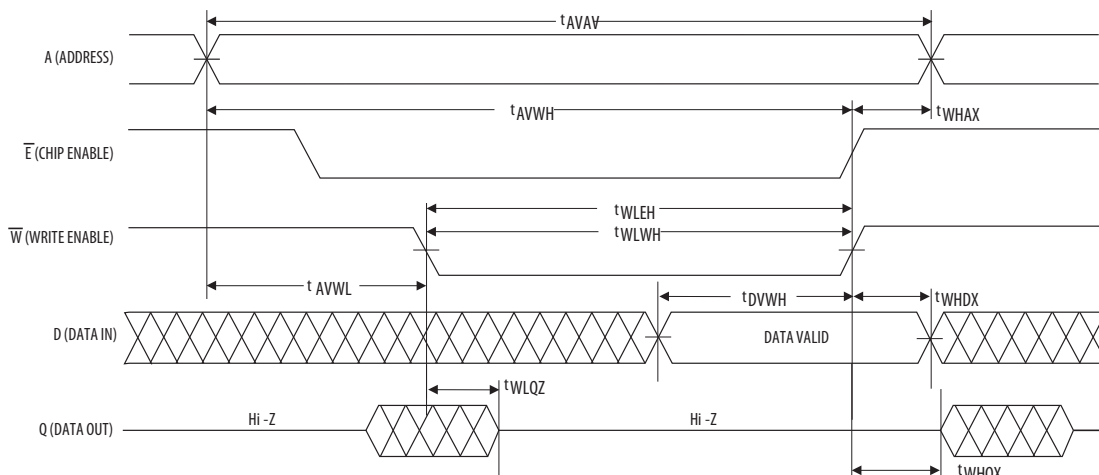 tAVAV
A (ADDRESS)
tAVWH
tWHAX
E (CHIP ENABLE)
tWLEH
W (WRITE ENABLE)
tWLWH
tAVWL
tDVWH
tWHDX
D (DATA IN)
DATA VALID
tWLQZ
Q (DATA OUT)
Hi -Z
Hi -Z
tWHQX